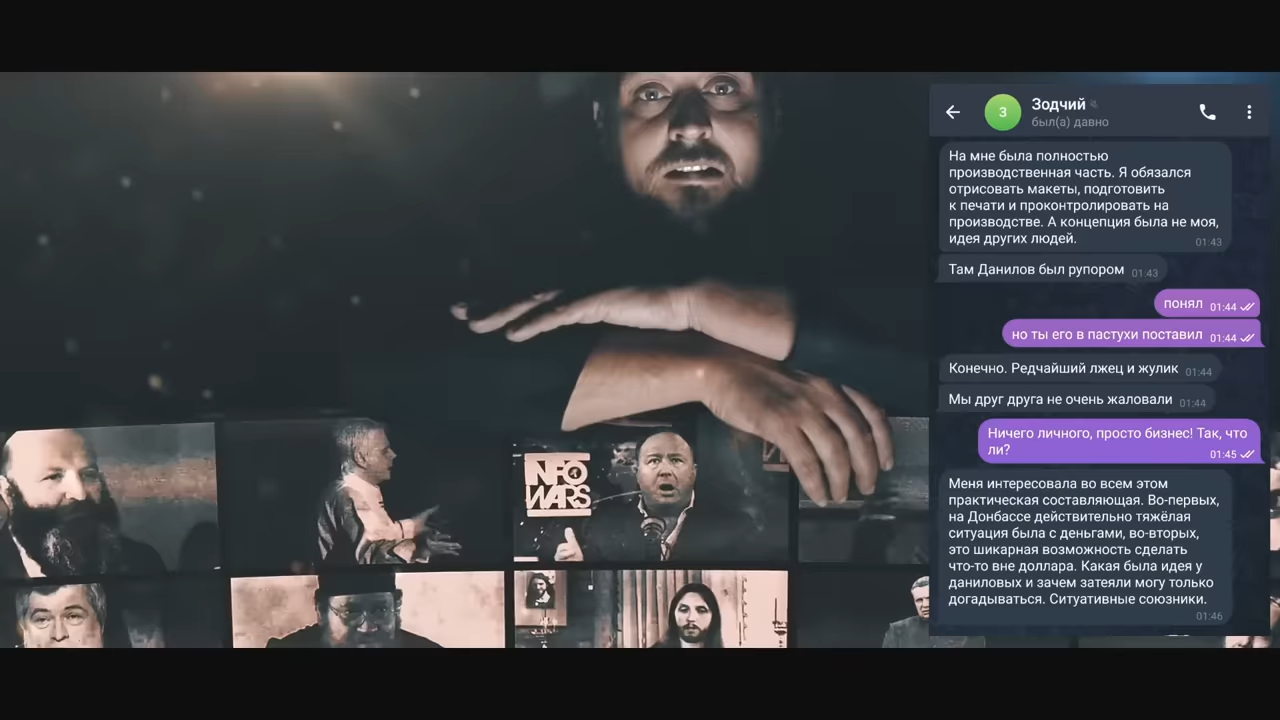 INFO
WARS
З
Зодчий
был(а) давно
На мне была полностью
производственная часть. Я обязался
отрисовать макеты, подготовить
к печати и проконтролировать на
производстве. А концепция была не моя,
идея других людей.
01:43
Там Данилов был рупором 01:43
понял 01:44
но ты его в пастухи поставил 01:44
Конечно. Редчайший лжец и жулик 01:44
Мы друг друга не очень жаловали 01:44
Ничего личного, просто бизнес! Так, что
ли? 01:45
Меня интересовала во всем этом
практическая составляющая. Во-первых,
на Донбассе действительно тяжёлая
ситуация была с деньгами, во-вторых,
это шикарная возможность сделать
что-то вне доллара. Какая была идея у
даниловых и зачем затеяли могу только
догадываться. Ситуативные союзники.
01:46